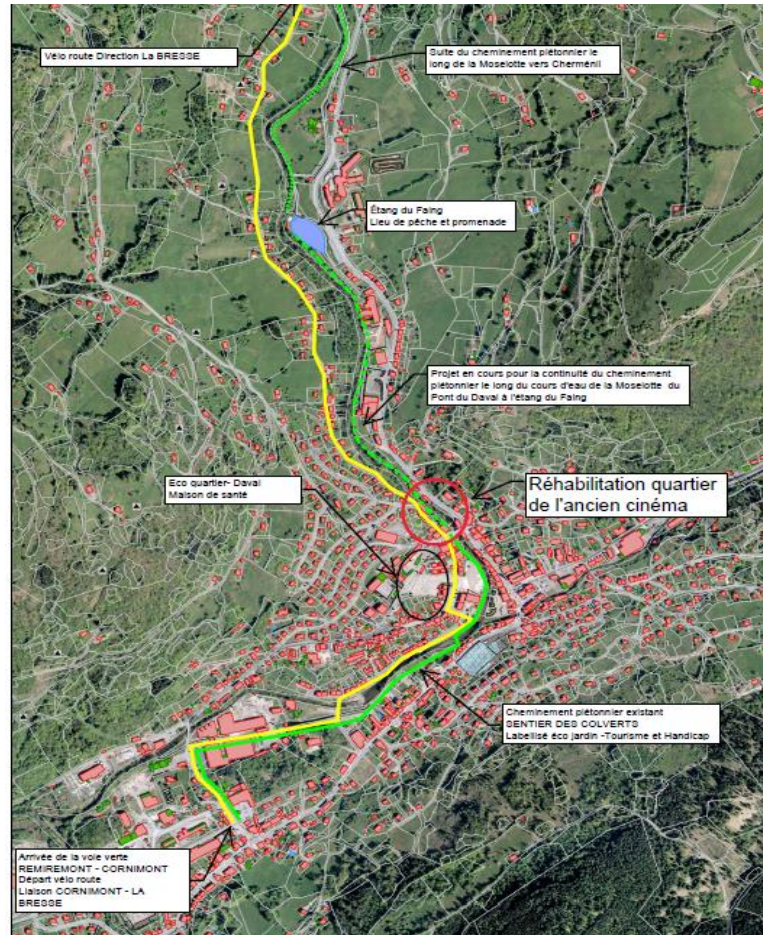 Vélo route Direction La BRESSE
Suite du cheminement piétonnier le
long de la Moselotte vers Cherménil
Étang du Faing
Lieu de pêche et promenade
Projet en cours pour la continuité du cheminement
piétonnier le long du cours d'eau de la Moselotte du
Pont du Daval à l'étang du Faing
Eco quartier- Daval
Maison de santé
Réhabilitation quartier
de l'ancien cinéma
Cheminement piétonnier existant
SENTIER DES COLVERTS
Labellisé éco jardin -Tourisme et Handicap
Arrivée de la voie verte
REMIREMONT - CORNIMONT
Départ vélo route
Liaison CORNIMONT - LA
BRESSE